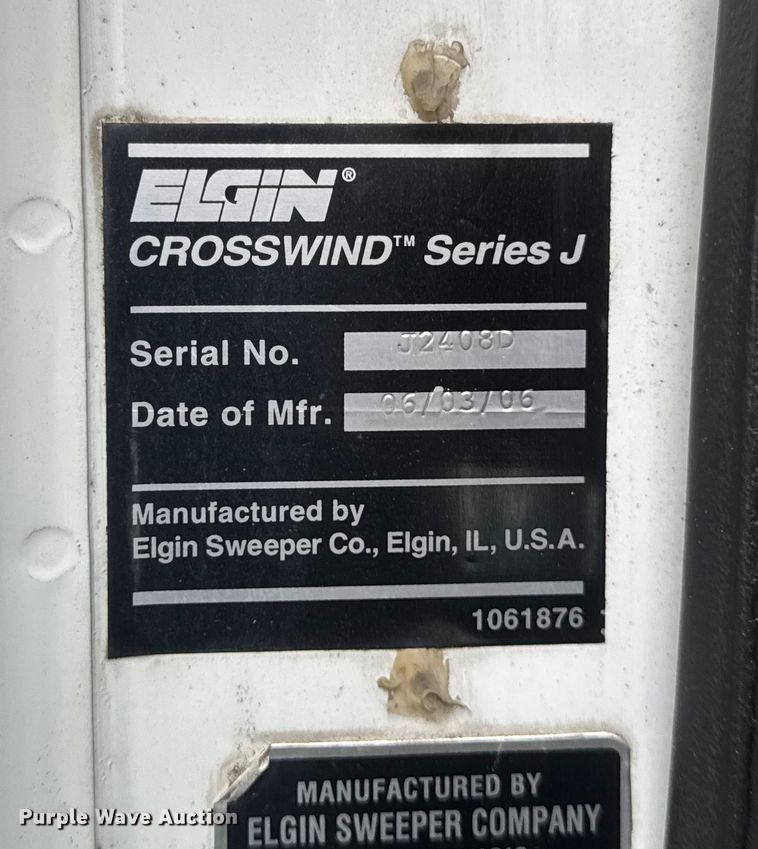 ELGIN®
CROSSWIND™ Series J
Serial No. J2408D
Date of Mfr. 06/03/06
Manufactured by
Elgin Sweeper Co., Elgin, IL, U.S.A.
1061876
MANUFACTURED BY
ELGIN SWEEPER COMPANY
Purple Wave Auction